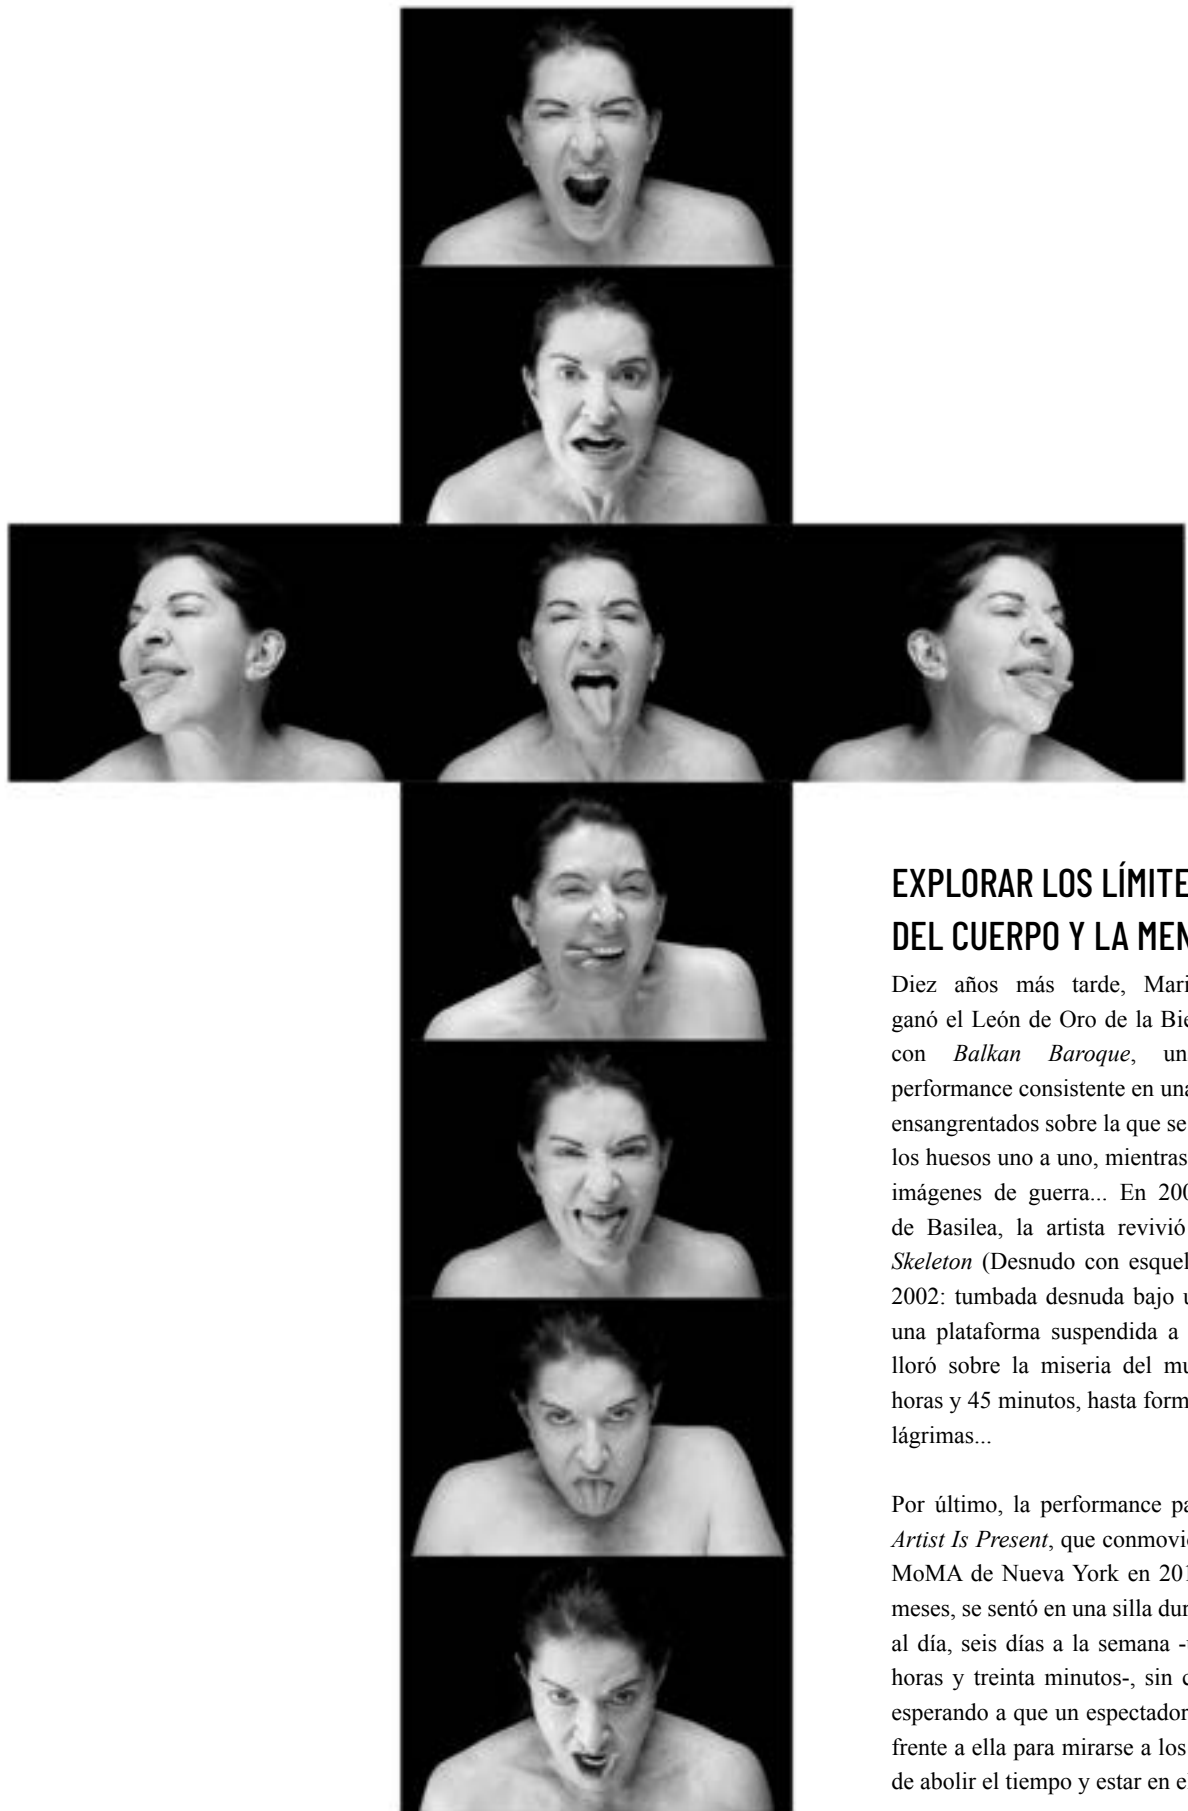 EXPLORAR LOS LÍMITE
DEL CUERPO Y LA MEN
Diez años más tarde, Mari
ganó el León de Oro de la Bie
con Balkan Baroque, un
performance consistente en una
ensangrentados sobre la que se
los huesos uno a uno, mientras
imágenes de guerra... En 200
de Basilea, la artista revivió
Skeleton (Desnudo con esquel
2002: tumbada desnuda bajo u
una plataforma suspendida a
lloró sobre la miseria del mu
horas y 45 minutos, hasta form
lágrimas...
Por último, la performance pa
Artist Is Present, que conmovió
MoMA de Nueva York en 201
meses, se sentó en una silla dur
al día, seis días a la semana -
horas y treinta minutos-, sin c
esperando a que un espectador
frente a ella para mirarse a los
de abolir el tiempo y estar en e